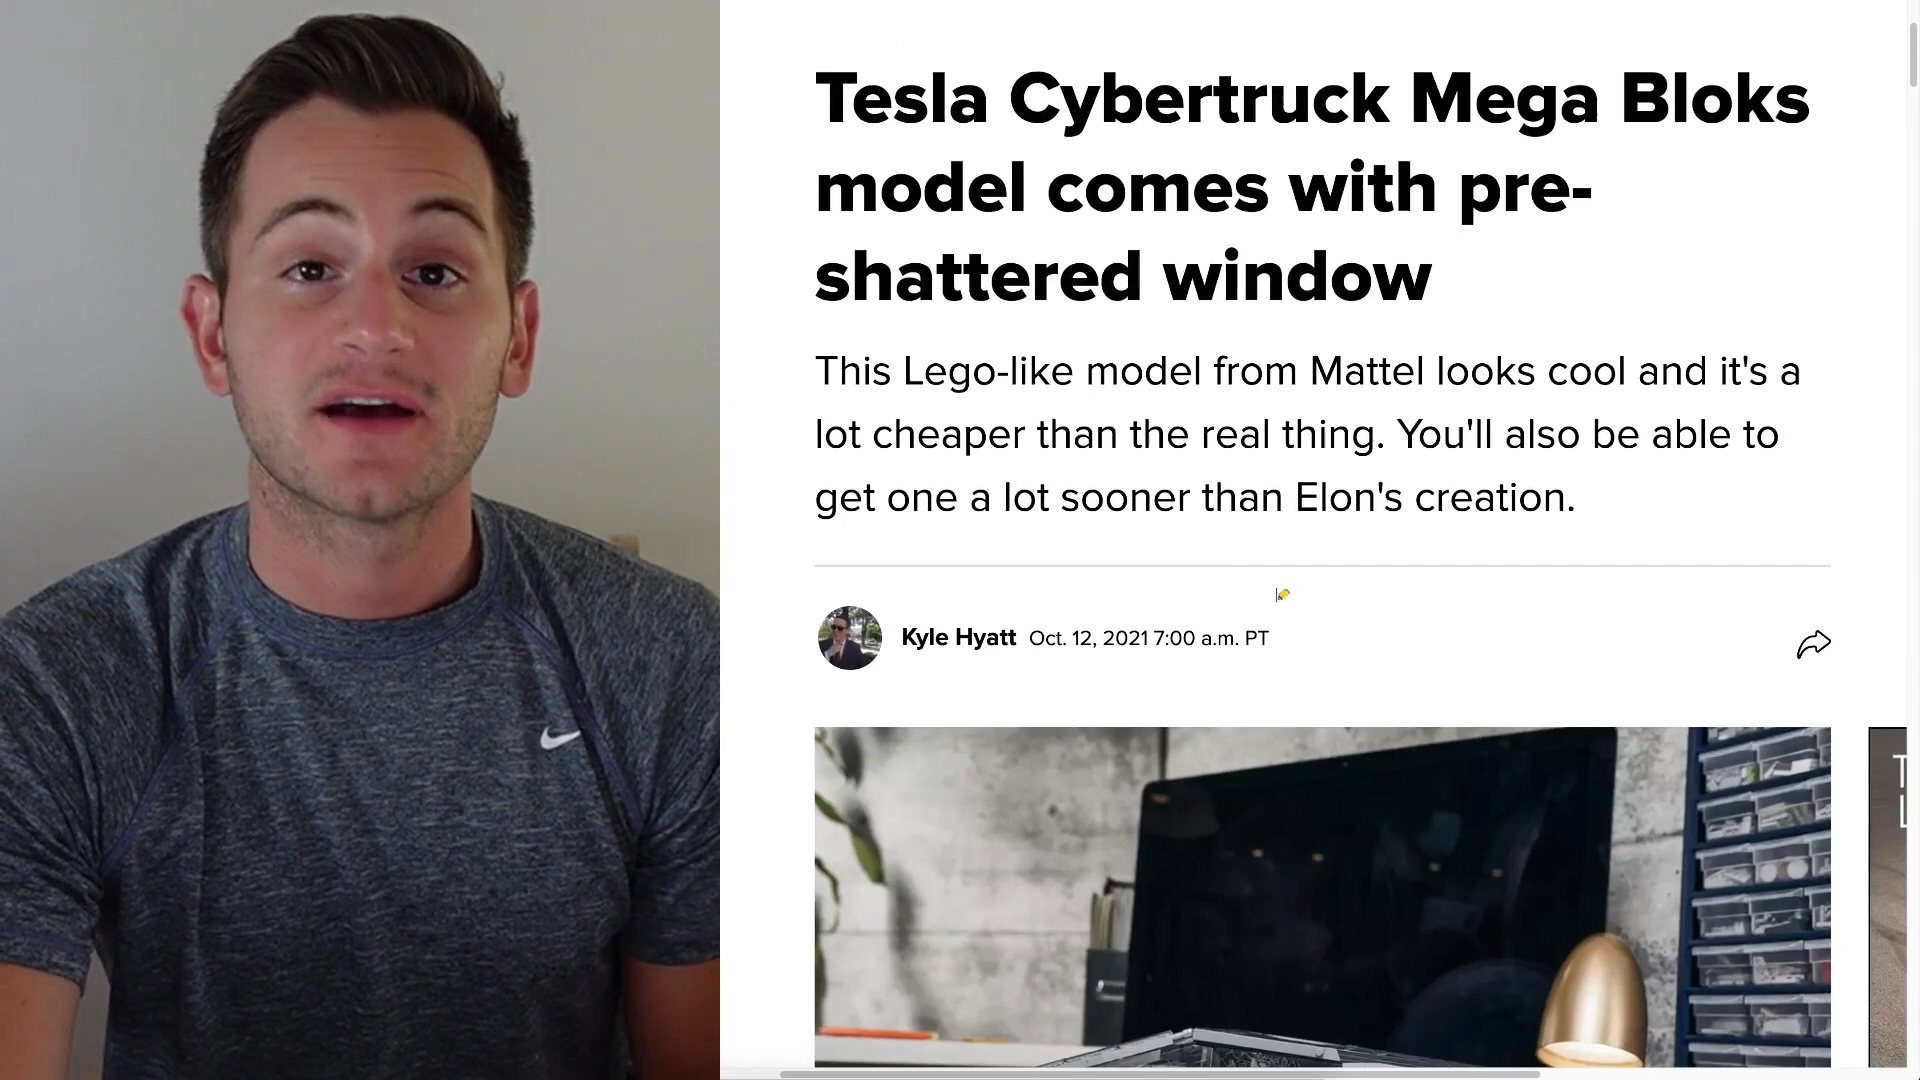 Tesla Cybertruck Mega Bloks
model comes with pre-
shattered window
This Lego-like model from Mattel looks cool and it's a
lot cheaper than the real thing. You'll also be able to
get one a lot sooner than Elon's creation.
Kyle Hyatt Oct. 12, 2021 7:00 a.m. PT
T
L